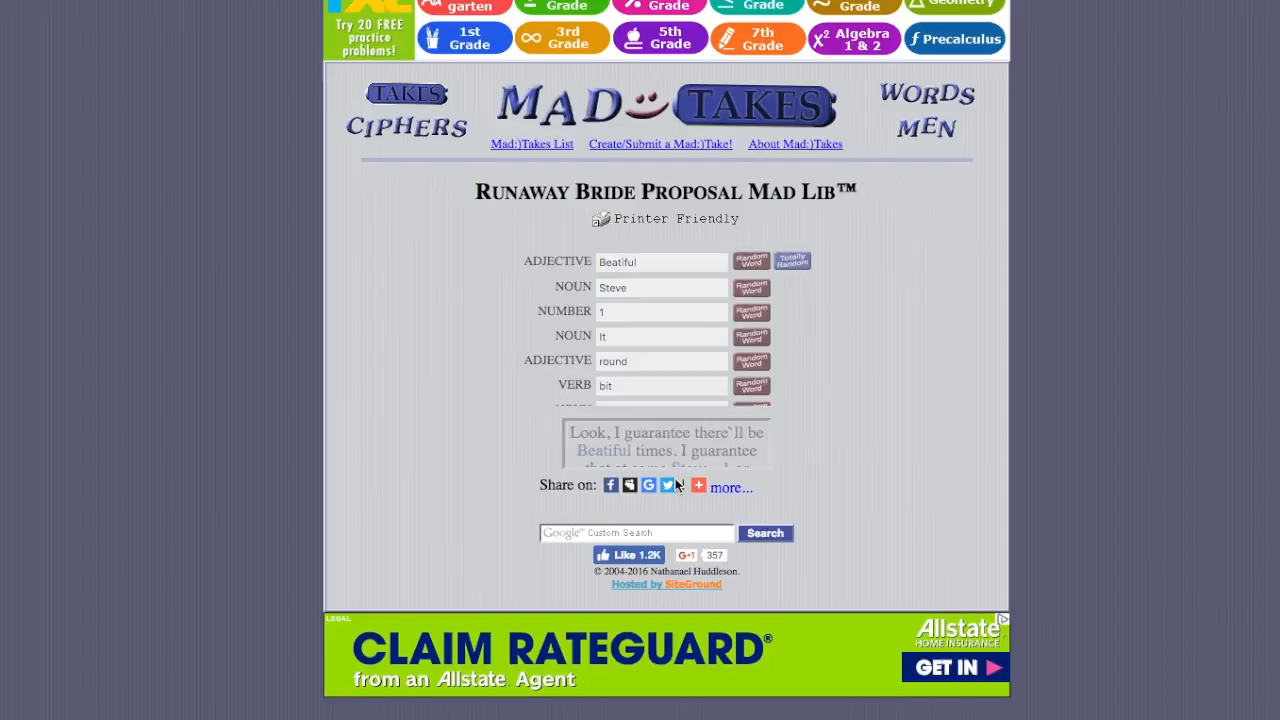 Try 20 FREE
practice
problems!
garten
Grade
Grade
Grade
Grade
Geometry
1st
Grade
3rd
Grade
5th
Grade
7th
Grade
X² Algebra
1 & 2
f Precalculus
TAKES
CIPHERS
MAD TAKES
WORDS
MEN
Mad:)Takes List Create/Submit a Mad:)Take! About Mad:)Takes
RUNAWAY BRIDE PROPOSAL MAD LIB™
Printer Friendly
ADJECTIVE Beatiful Random Word Totally Random
NOUN Steve Random Word
NUMBER 1 Random Word
NOUN It Random Word
ADJECTIVE round Random Word
VERB bit Random Word
Look, I guarantee there`ll be
Beatiful times. I guarantee
Share on: more...
Google™ Custom Search Search
Like 1.2K G+1 357
© 2004-2016 Nathanael Huddleson.
Hosted by SiteGround
LEGAL
CLAIM RATEGUARD®
from an Allstate Agent
Allstate
HOME INSURANCE
GET IN